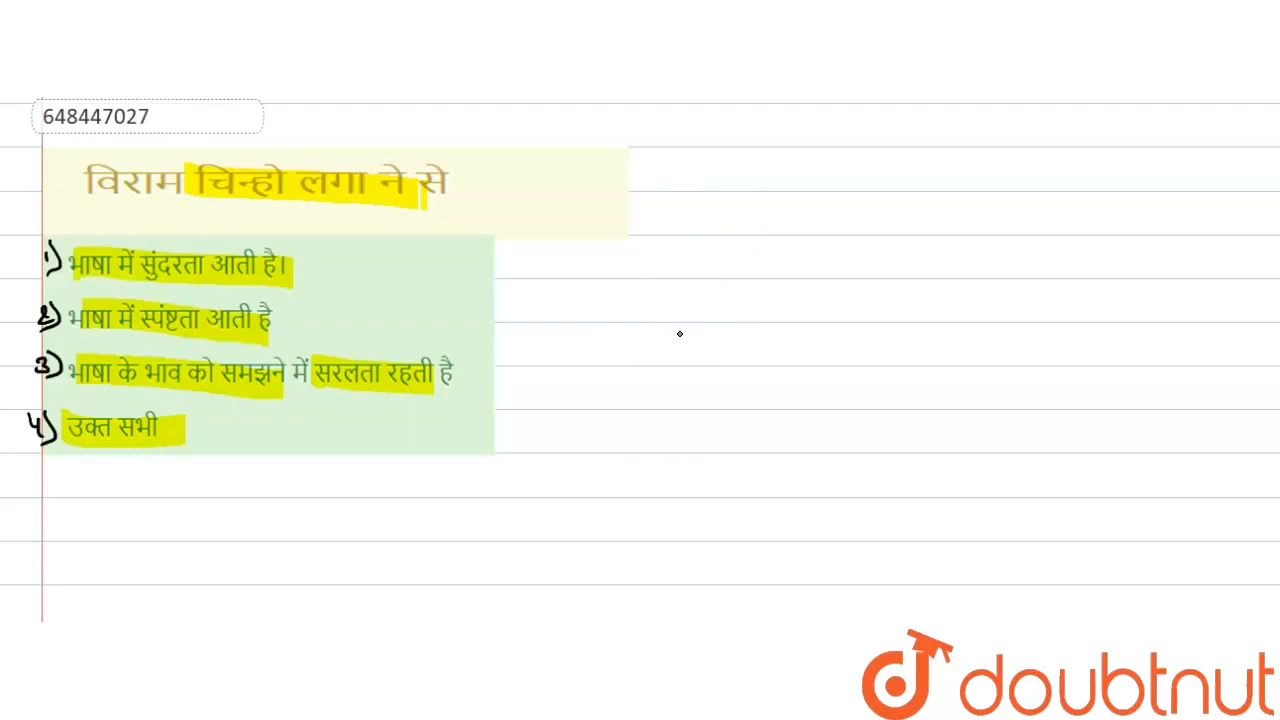 648447027
विराम चिन्हो लगा ने से
1) भाषा में सुंदरता आती है।
2) भाषा में स्पंष्टता आती है
3) भाषा के भाव को समझने में सरलता रहती है
4) उक्त सभी
doubtnut